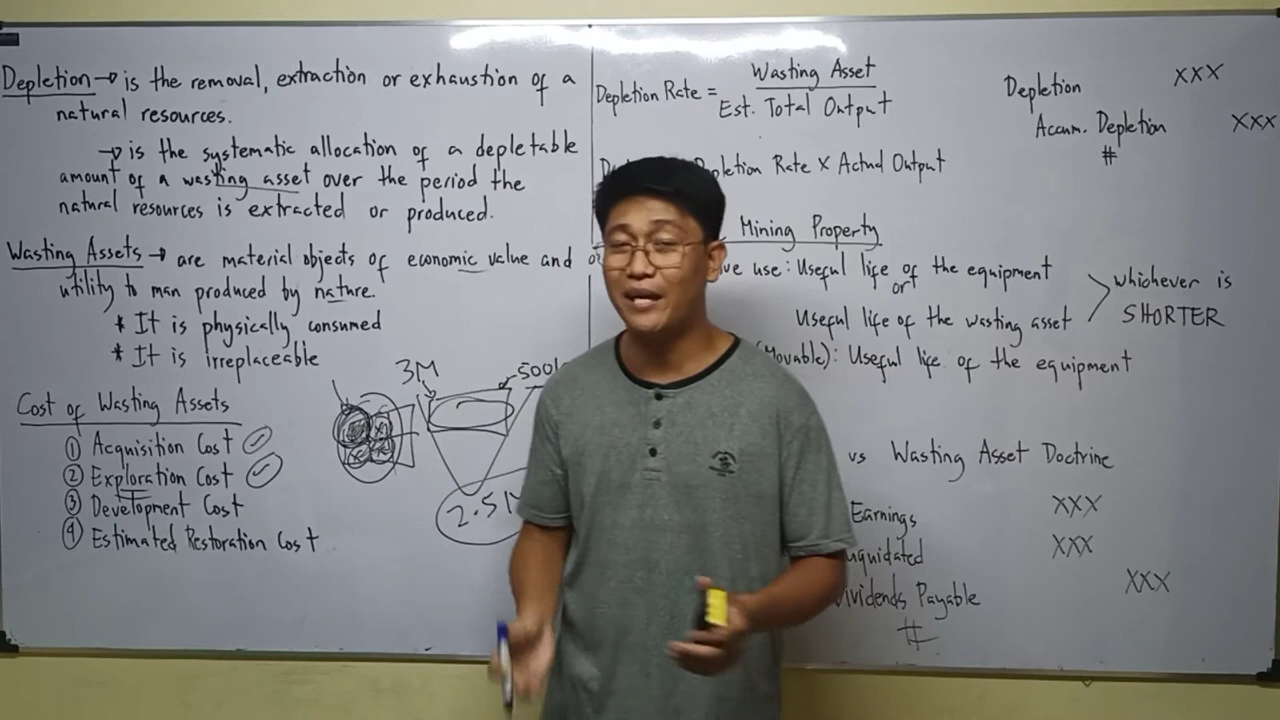 Depletion → is the removal, extraction or exhaustion of a
natural resources.
→ is the systematic allocation of a depletable
amount of a wasting asset over the period the
natural resources is extracted or produced.
Wasting Assets → are material objects of economic value and
utility to man produced by nature.
* It is physically consumed
* It is irreplaceable
Cost of Wasting Assets
① Acquisition Cost
② Exploration Cost
③ Development Cost
④ Estimated Restoration Cost
3M
2.5M
Depletion Rate = Wasting Asset
Est. Total Output
Depletion Rate X Actual Output
Mining Property
use: Useful life of the equipment
or
Useful life of the wasting asset
whichever is
SHORTER
(Movable): Useful life of the equipment
vs Wasting Asset Doctrine
Earnings XXX
Liquidated XXX
Dividends Payable XXX
#
Depletion XXX
Accum. Depletion XXX
#